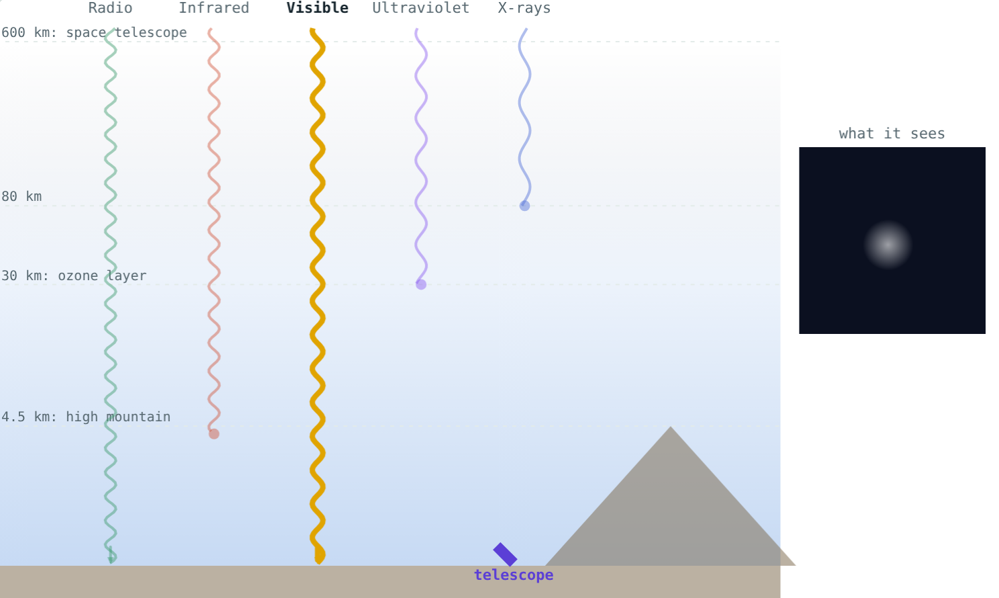 Radio Infrared Visible Ultraviolet X-rays
600 km: space telescope
what it sees
80 km
30 km: ozone layer
4.5 km: high mountain
telescope